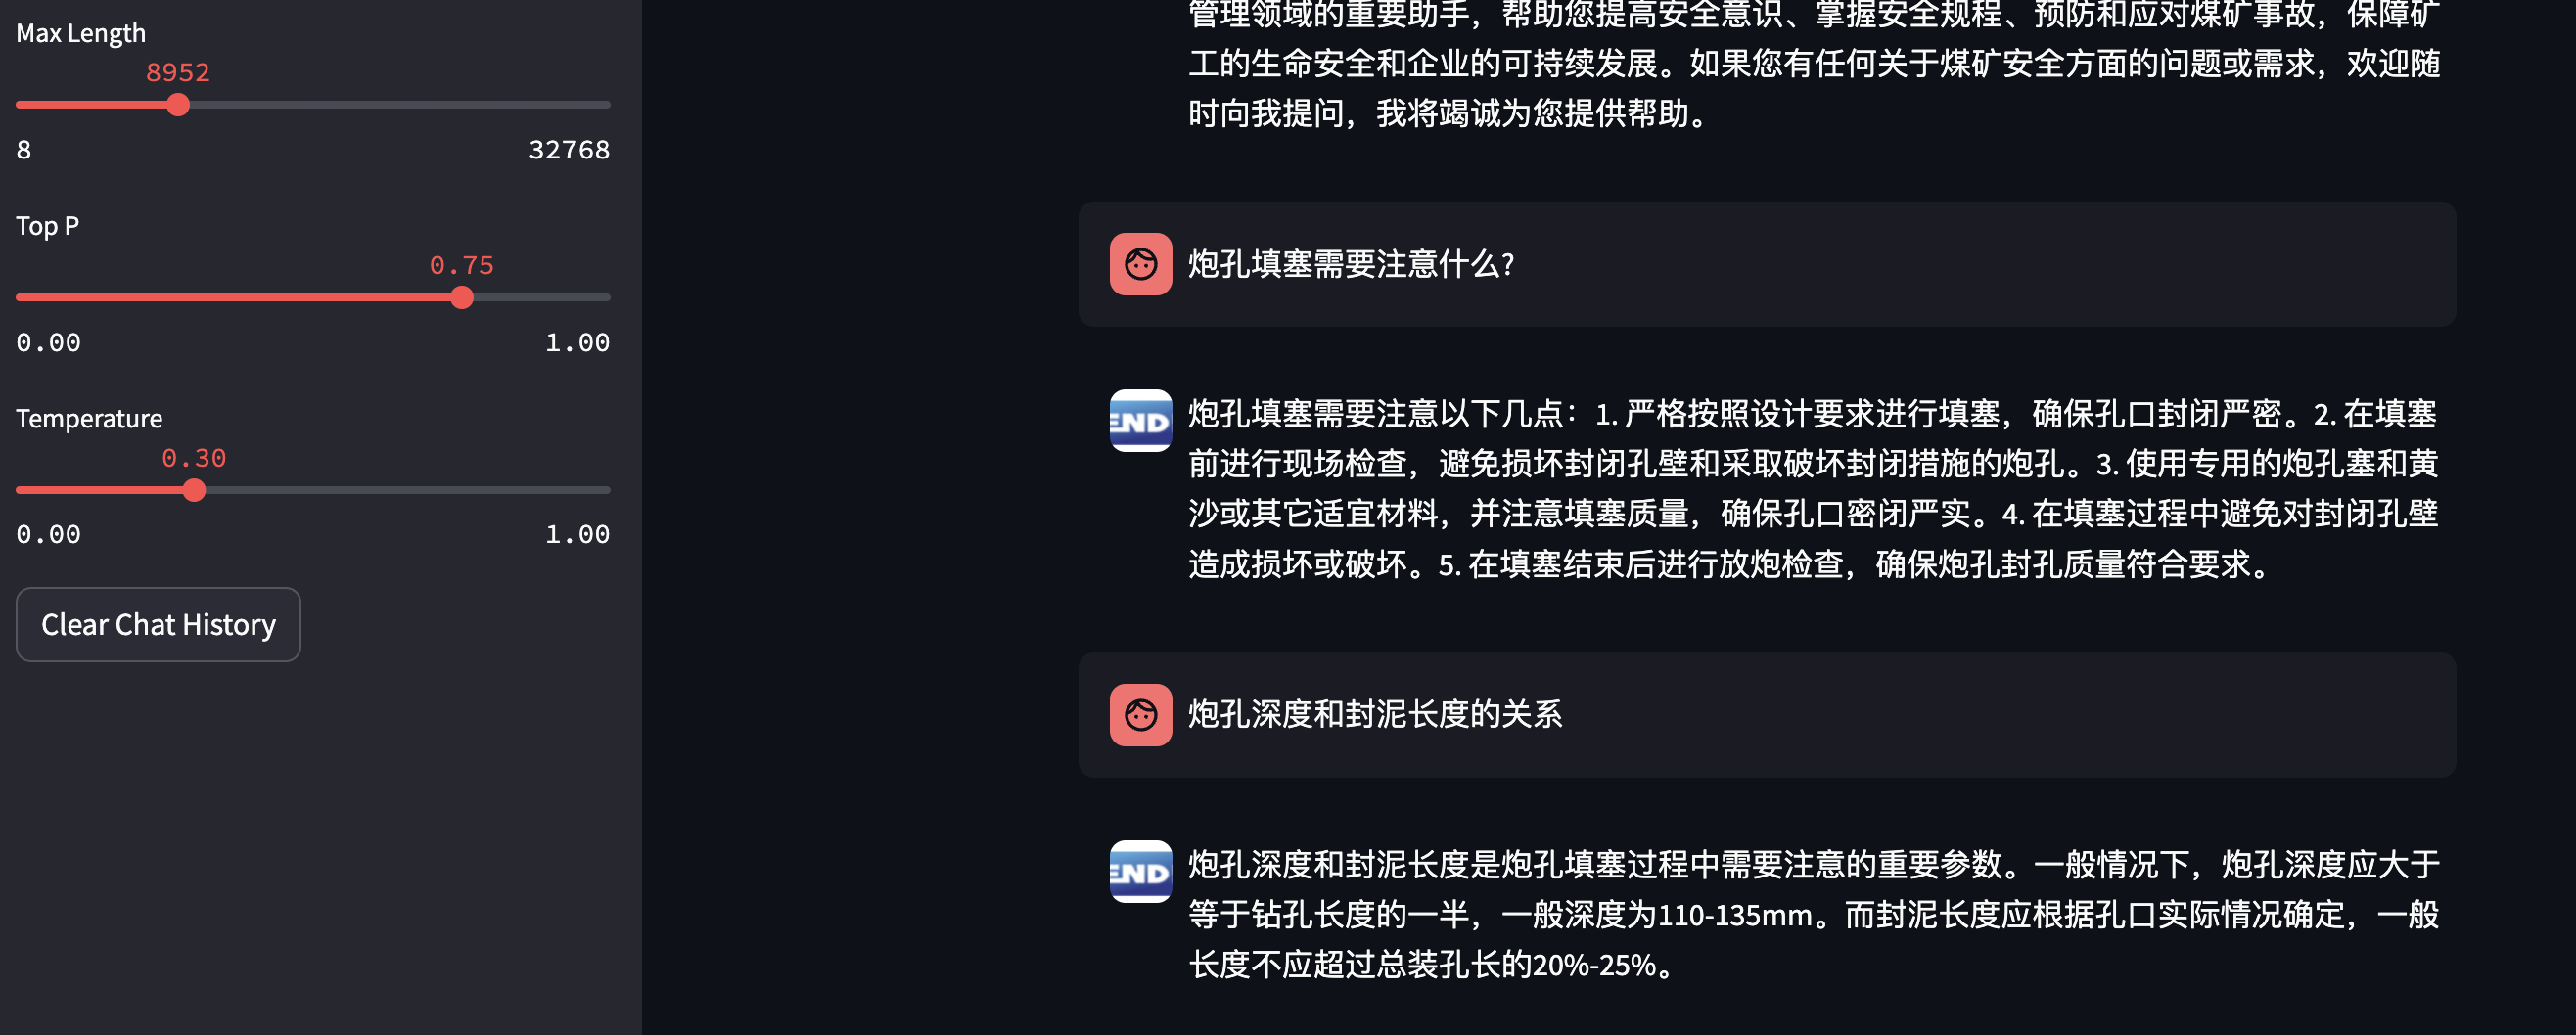 Max Length
8952
8
32768
Top P
0.75
0.00
1.00
Temperature
0.30
0.00
1.00
Clear Chat History
管理领域的重要助手，帮助您提高安全意识、掌握安全规程、预防和应对煤矿事故，保障矿
工的生命安全和企业的可持续发展。如果您有任何关于煤矿安全方面的问题或需求，欢迎随
时向我提问，我将竭诚为您提供帮助。
炮孔填塞需要注意什么?
END
炮孔填塞需要注意以下几点：1. 严格按照设计要求进行填塞，确保孔口封闭严密。2. 在填塞
前进行现场检查，避免损坏封闭孔壁和采取破坏封闭措施的炮孔。3. 使用专用的炮孔塞和黄
沙或其它适宜材料，并注意填塞质量，确保孔口密闭严实。4. 在填塞过程中避免对封闭孔壁
造成损坏或破坏。5. 在填塞结束后进行放炮检查，确保炮孔封孔质量符合要求。
炮孔深度和封泥长度的关系
END
炮孔深度和封泥长度是炮孔填塞过程中需要注意的重要参数。一般情况下，炮孔深度应大于
等于钻孔长度的一半，一般深度为110-135mm。而封泥长度应根据孔口实际情况确定，一般
长度不应超过总装孔长的20%-25%。